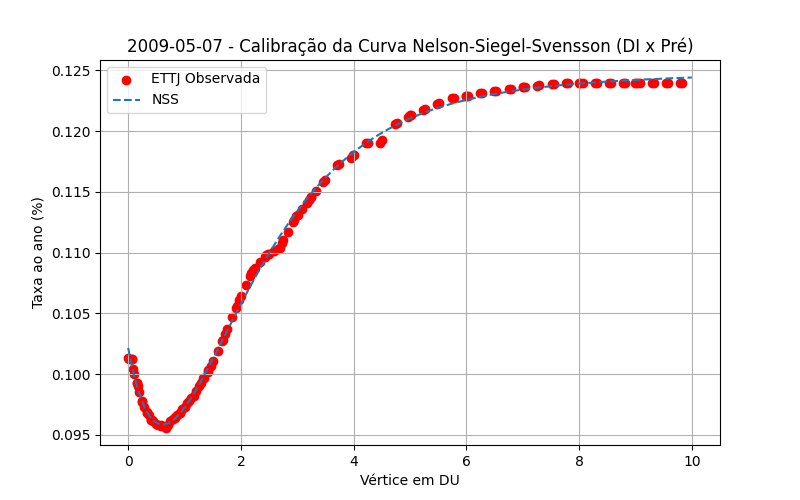 2009-05-07 - Calibração da Curva Nelson-Siegel-Svensson (DI x Pré)
ETTJ Observada
NSS
Taxa ao ano (%)
0.125
0.120
0.115
0.110
0.105
0.100
0.095
0 2 4 6 8 10
Vértice em DU